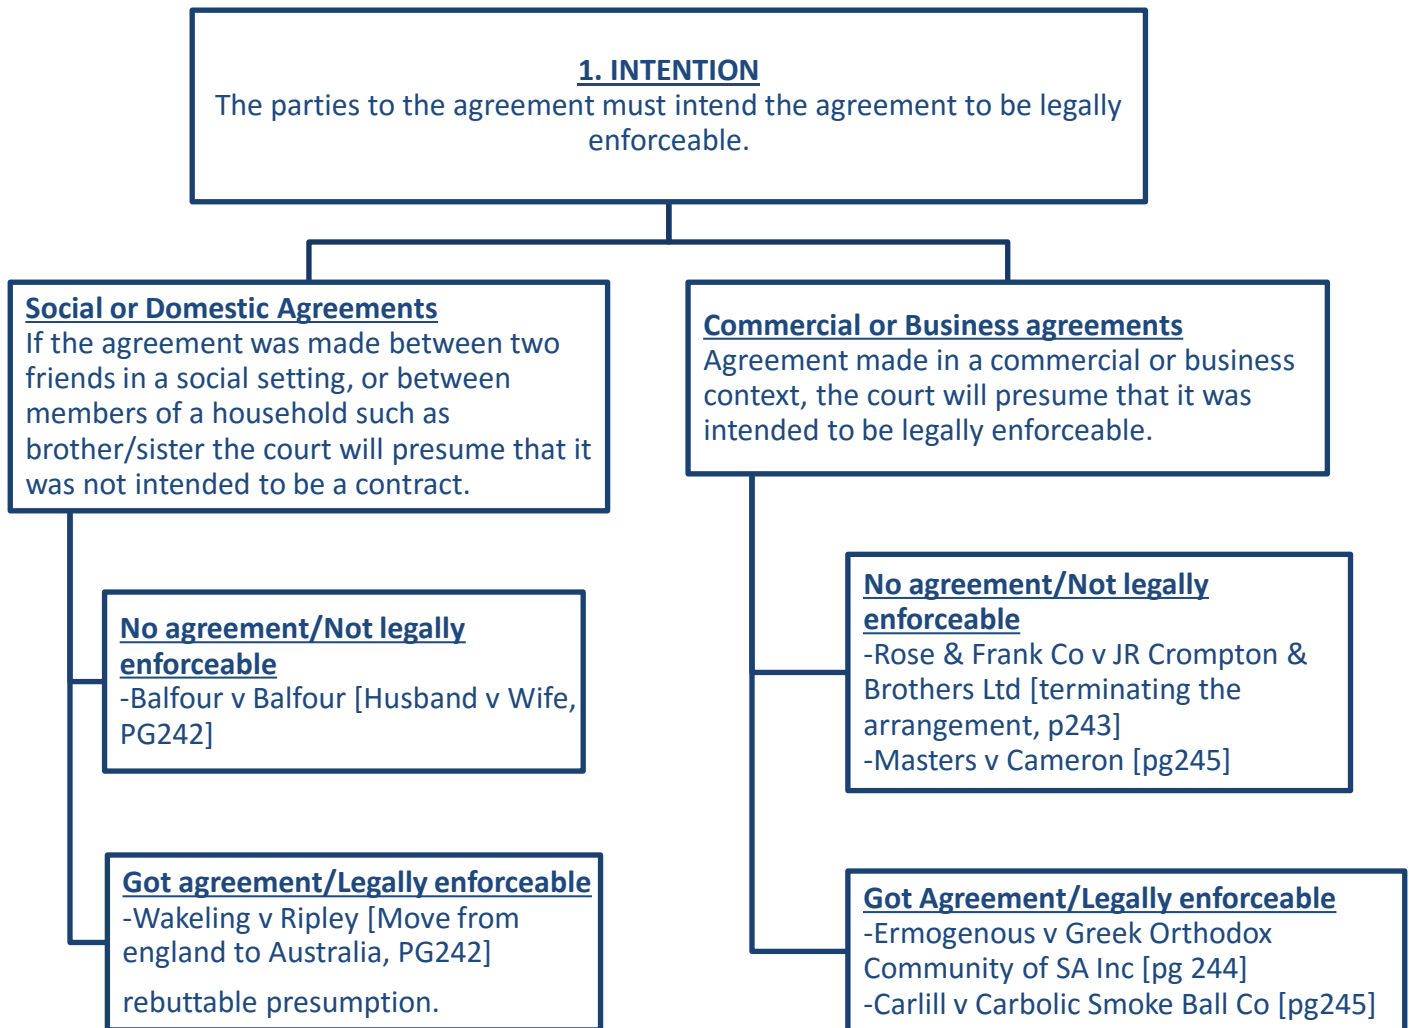 1. INTENTION
The parties to the agreement must intend the agreement to be legally
enforceable.
Social or Domestic Agreements
If the agreement was made between two
friends in a social setting, or between
members of a household such as
brother/sister the court will presume that it
was not intended to be a contract.
No agreement/Not legally
enforceable
-Balfour v Balfour [Husband v Wife,
PG242]
Got agreement/Legally enforceable
-Wakeling v Ripley [Move from
england to Australia, PG242]
rebuttable presumption.
Commercial or Business agreements
Agreement made in a commercial or business
context, the court will presume that it was
intended to be legally enforceable.
No agreement/Not legally
enforceable
-Rose & Frank Co v JR Crompton &
Brothers Ltd [terminating the
arrangement, p243]
-Masters v Cameron [pg245]
Got Agreement/Legally enforceable
-Ermogenous v Greek Orthodox
Community of SA Inc [pg 244]
-Carlill v Carbolic Smoke Ball Co [pg245]